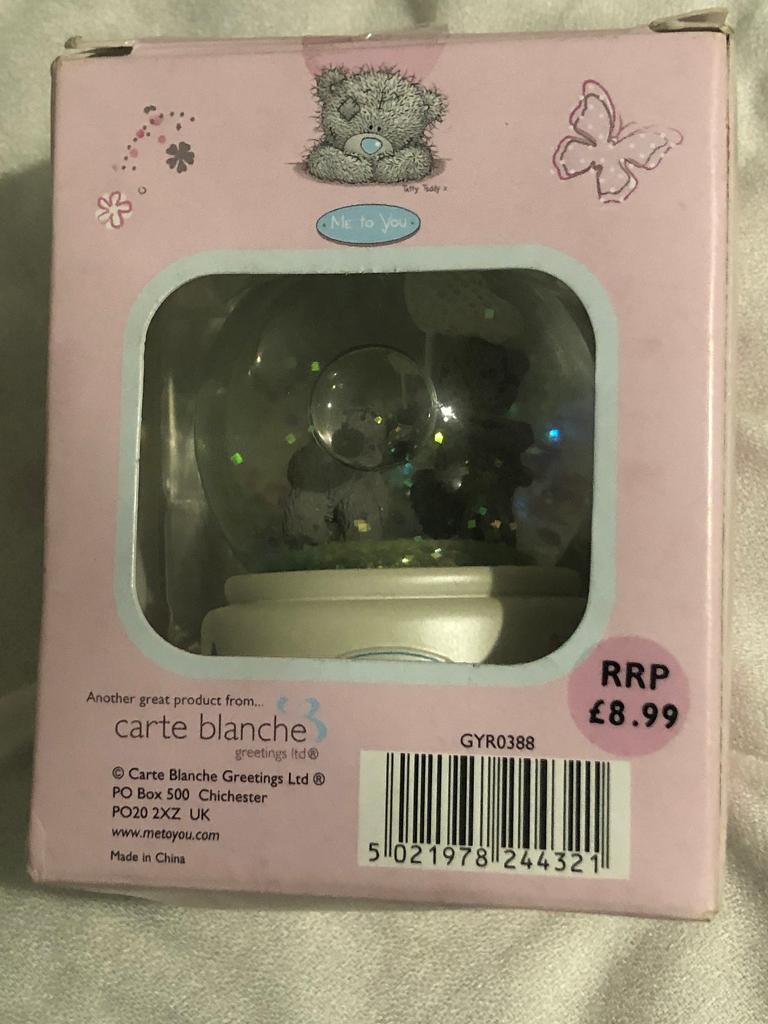 Tatty Teddy x
ME to You
RRP
£8.99
Another great product from...
carte blanche
greetings ltd®
© Carte Blanche Greetings Ltd ®
PO Box 500 Chichester
PO20 2XZ UK
www.metoyou.com
Made in China
GYR0388
5 021978 244321